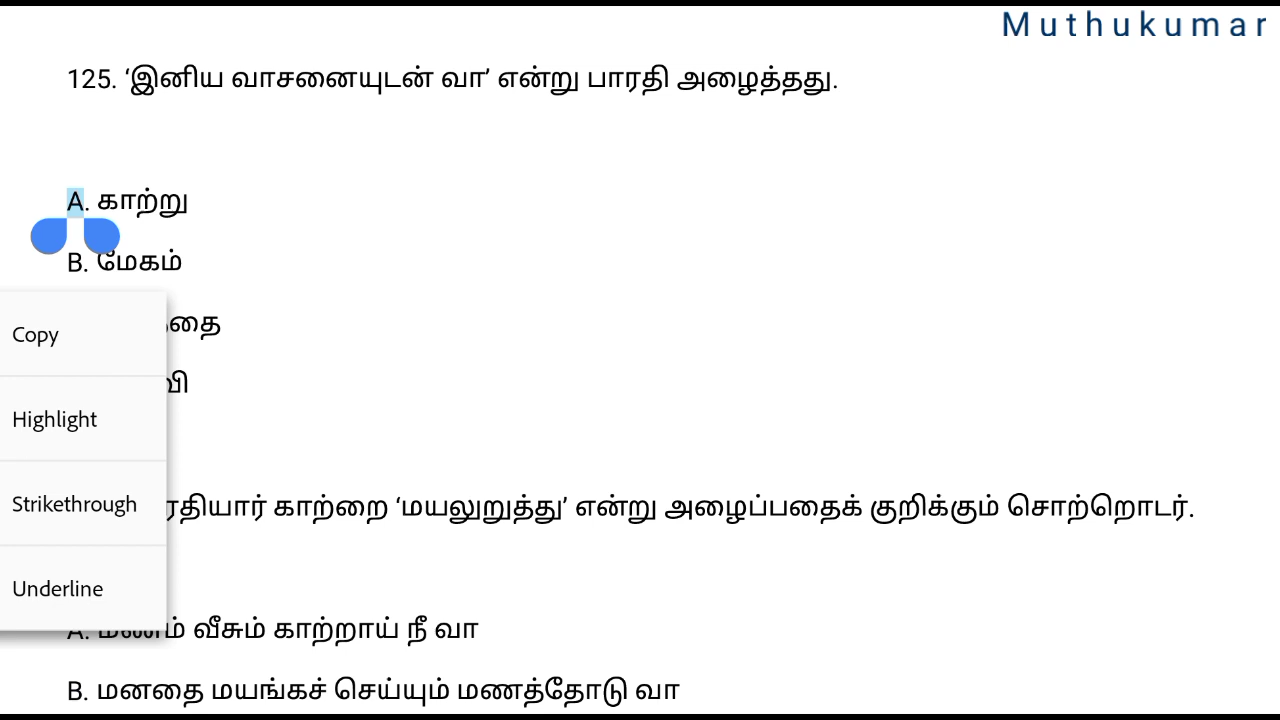 Muthukumar
125. ‘இனிய வாசனையுடன் வா’ என்று பாரதி அழைத்தது.
A. காற்று
B. மேகம்
Copy
Highlight
Strikethrough
ரதியார் காற்றை ‘மயலுறுத்து’ என்று அழைப்பதைக் குறிக்கும் சொற்றொடர்.
Underline
A. மணம் வீசும் காற்றாய் நீ வா
B. மனதை மயங்கச் செய்யும் மணத்தோடு வா